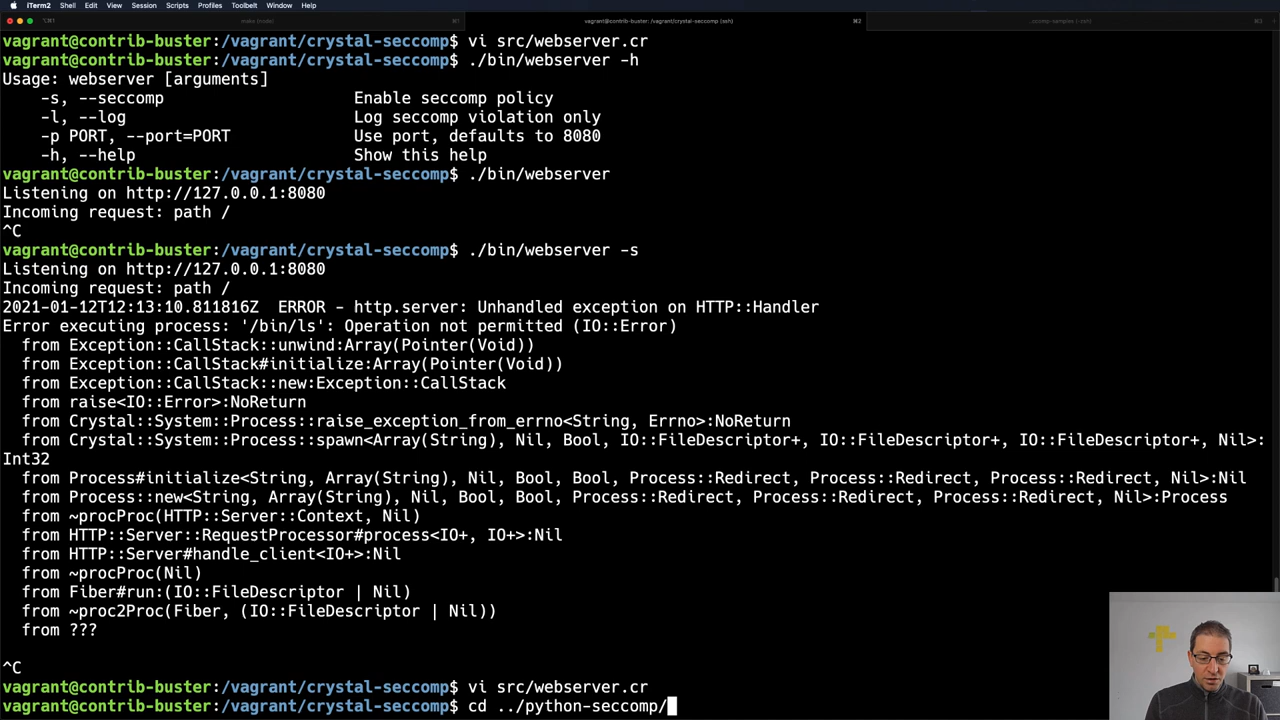 iTerm2 Shell Edit View Session Scripts Profiles Toolbelt Window Help
make (node) ⌘1 vagrant@contrib-buster: /vagrant/crystal-seccomp (ssh) ⌘2
vagrant@contrib-buster:/vagrant/crystal-seccomp$ vi src/webserver.cr
vagrant@contrib-buster:/vagrant/crystal-seccomp$ ./bin/webserver -h
Usage: webserver [arguments]
-s, --seccomp Enable seccomp policy
-l, --log Log seccomp violation only
-p PORT, --port=PORT Use port, defaults to 8080
-h, --help Show this help
vagrant@contrib-buster:/vagrant/crystal-seccomp$ ./bin/webserver
Listening on http://127.0.0.1:8080
Incoming request: path /
^C
vagrant@contrib-buster:/vagrant/crystal-seccomp$ ./bin/webserver -s
Listening on http://127.0.0.1:8080
Incoming request: path /
2021-01-12T12:13:10.811816Z ERROR - http.server: Unhandled exception on HTTP::Handler
Error executing process: '/bin/ls': Operation not permitted (IO::Error)
from Exception::CallStack::unwind:Array(Pointer(Void))
from Exception::CallStack#initialize:Array(Pointer(Void))
from Exception::CallStack::new:Exception::CallStack
from raise<IO::Error>:NoReturn
from Crystal::System::Process::raise_exception_from_errno<String, Errno>:NoReturn
from Crystal::System::Process::spawn<Array(String), Nil, Bool, IO::FileDescriptor+, IO::FileDescriptor+, IO::FileDescriptor+, Nil>:
Int32
from Process#initialize<String, Array(String), Nil, Bool, Bool, Process::Redirect, Process::Redirect, Process::Redirect, Nil>:Nil
from Process::new<String, Array(String), Nil, Bool, Bool, Process::Redirect, Process::Redirect, Process::Redirect, Nil>:Process
from ~procProc(HTTP::Server::Context, Nil)
from HTTP::Server::RequestProcessor#process<IO+, IO+>:Nil
from HTTP::Server#handle_client<IO+>:Nil
from ~procProc(Nil)
from Fiber#run:(IO::FileDescriptor | Nil)
from ~proc2Proc(Fiber, (IO::FileDescriptor | Nil))
from ???
^C
vagrant@contrib-buster:/vagrant/crystal-seccomp$ vi src/webserver.cr
vagrant@contrib-buster:/vagrant/crystal-seccomp$ cd ../python-seccomp/